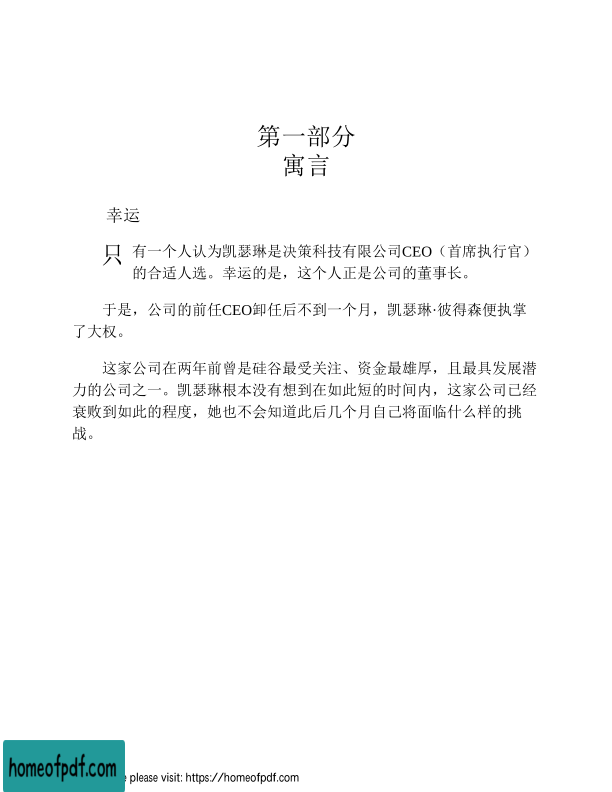 第一部分
寓言
幸运
只有一个人认为凯瑟琳是决策科技有限公司CEO（首席执行官）
的合适人选。幸运的是，这个人正是公司的董事长。
于是，公司的前任CEO卸任后不到一个月，凯瑟琳·彼得森便执掌
了大权。
这家公司在两年前曾是硅谷最受关注、资金最雄厚，且最具发展潜
力的公司之一。凯瑟琳根本没有想到在如此短的时间内，这家公司已经
衰败到如此的程度，她也不会知道此后几个月自己将面临什么样的挑
战。
homeofpdf.com
please visit: https://homeofpdf.com